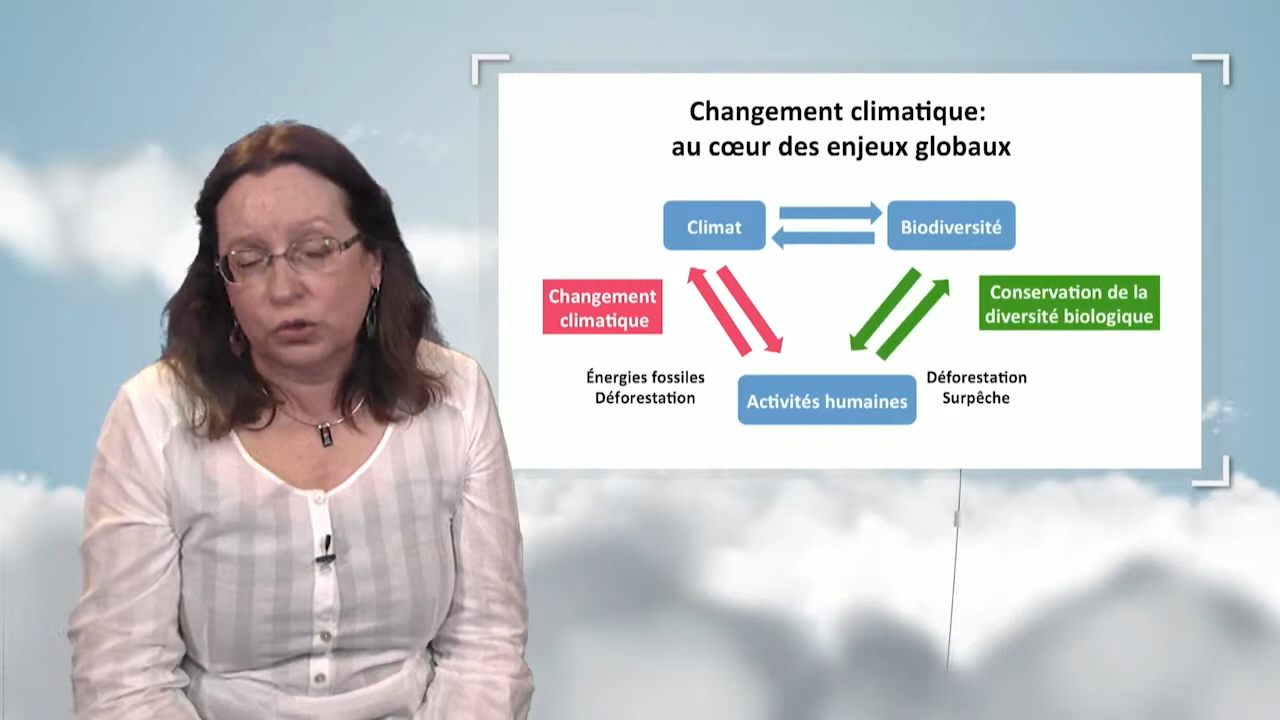 Changement climatique:
au cœur des enjeux globaux
Climat
Biodiversité
Changement
climatique
Conservation de la
diversité biologique
Énergies fossiles
Déforestation
Activités humaines
Déforestation
Surpêche